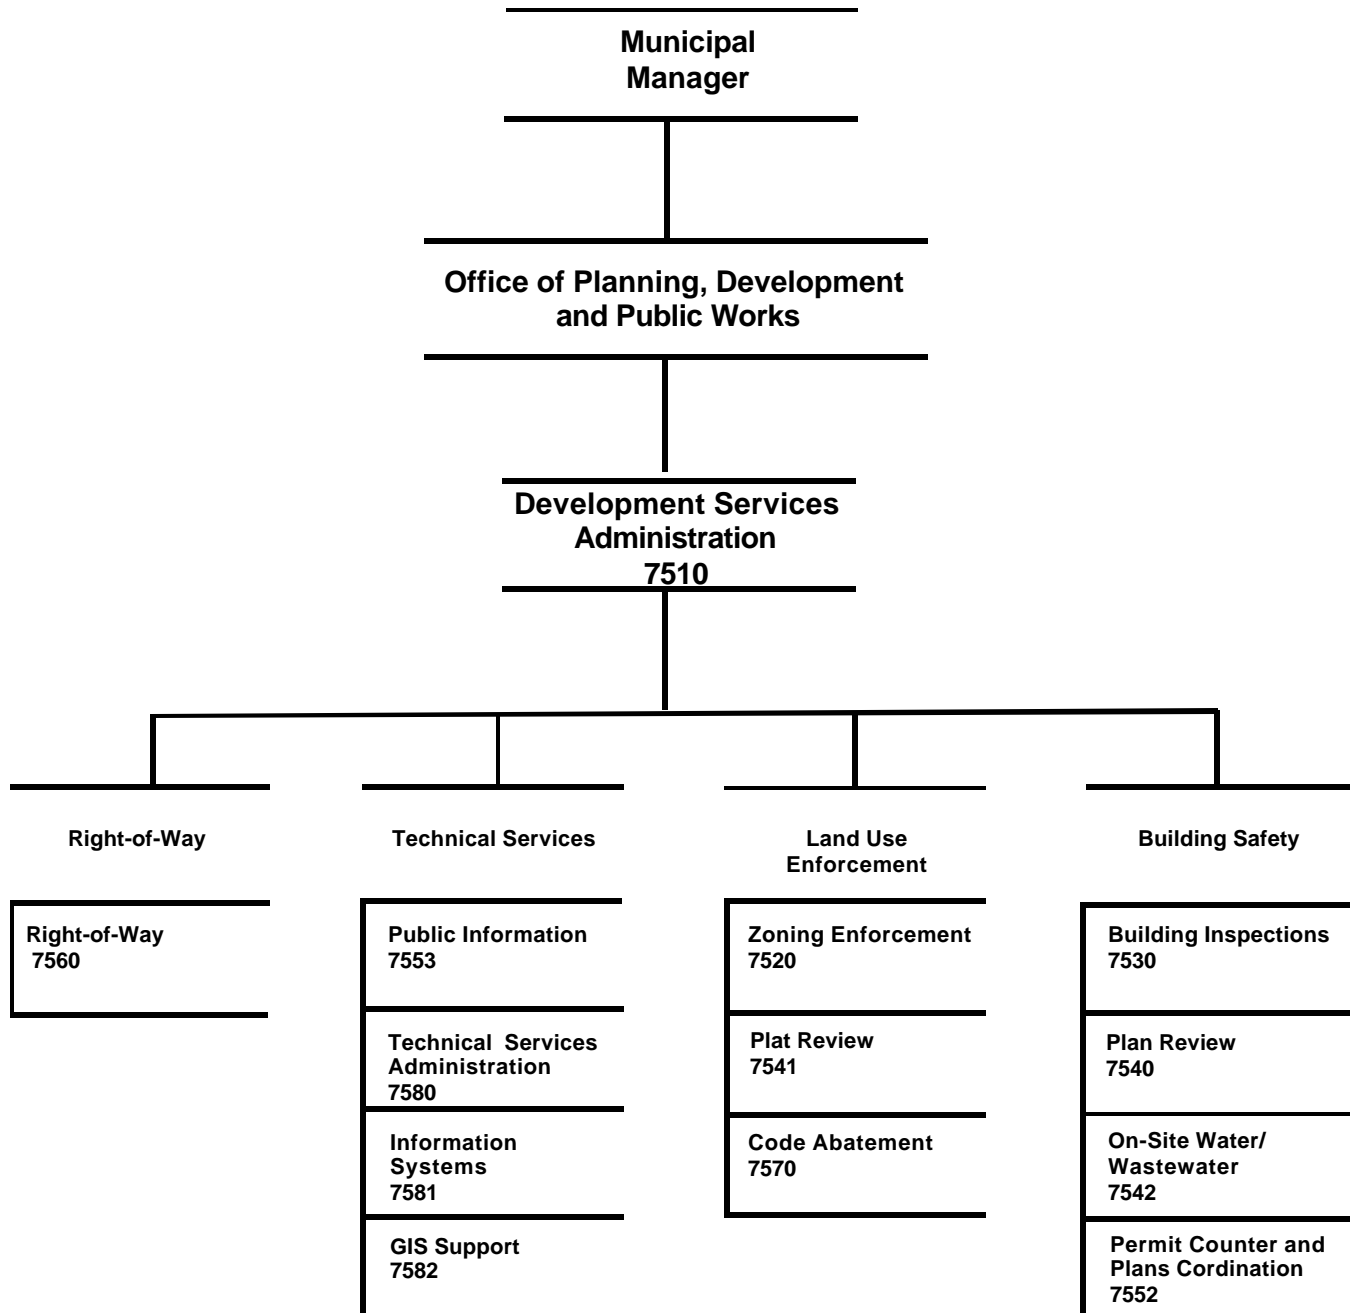 Municipal
Manager
Office of Planning, Development
and Public Works
Development Services
Administration
7510
Right-of-Way
Right-of-Way
7560
Technical Services
Public Information
7553
Technical Services
Administration
7580
Information
Systems
7581
GIS Support
7582
Land Use
Enforcement
Zoning Enforcement
7520
Plat Review
7541
Code Abatement
7570
Building Safety
Building Inspections
7530
Plan Review
7540
On-Site Water/
Wastewater
7542
Permit Counter and
Plans Cordination
7552